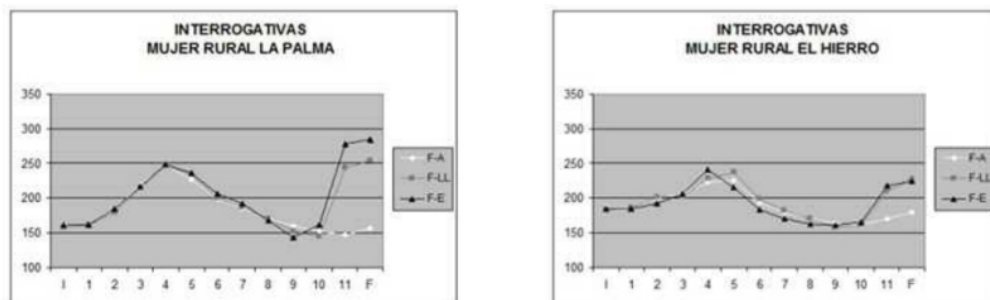 INTERROGATIVAS
MUJER RURAL LA PALMA
350
300
250
200
150
100
I 1 2 3 4 5 6 7 8 9 10 11 F
F-A
F-LL
F-E
INTERROGATIVAS
MUJER RURAL EL HIERRO
350
300
250
200
150
100
I 1 2 3 4 5 6 7 8 9 10 11 F
F-A
F-LL
F-E